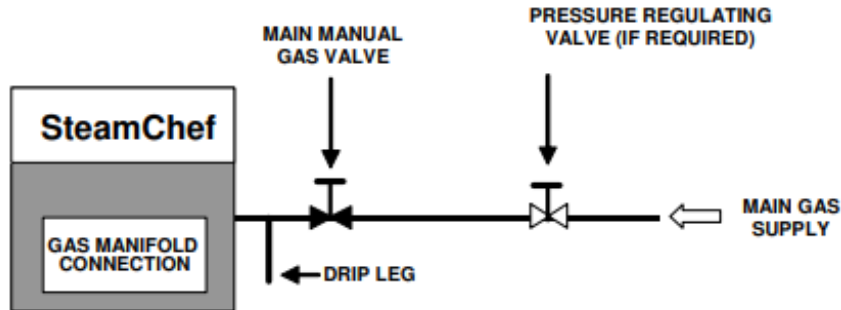 PRESSURE REGULATING
VALVE (IF REQUIRED)
MAIN MANUAL
GAS VALVE
SteamChef
MAIN GAS
SUPPLY
GAS MANIFOLD
CONNECTION
DRIP LEG